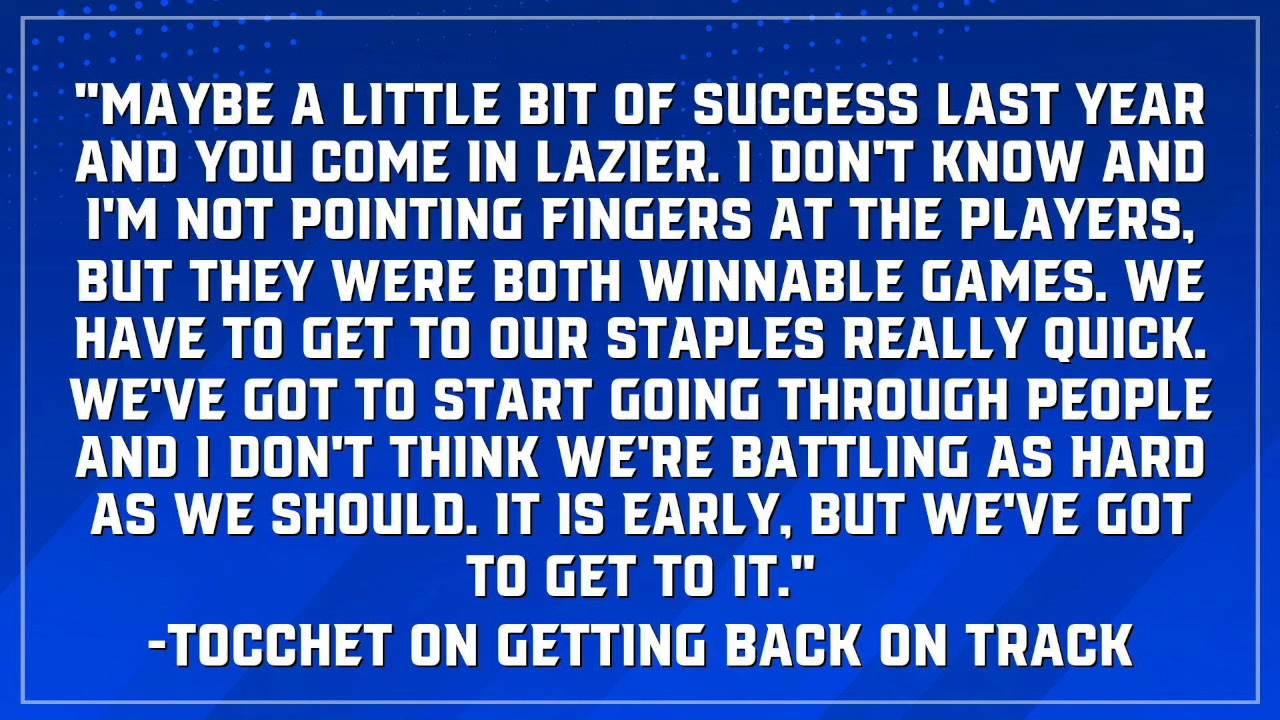 "MAYBE A LITTLE BIT OF SUCCESS LAST YEAR
AND YOU COME IN LAZIER. I DON'T KNOW AND
I'M NOT POINTING FINGERS AT THE PLAYERS,
BUT THEY WERE BOTH WINNABLE GAMES. WE
HAVE TO GET TO OUR STAPLES REALLY QUICK.
WE'VE GOT TO START GOING THROUGH PEOPLE
AND I DON'T THINK WE'RE BATTLING AS HARD
AS WE SHOULD. IT IS EARLY, BUT WE'VE GOT
TO GET TO IT."
-TOCCHET ON GETTING BACK ON TRACK